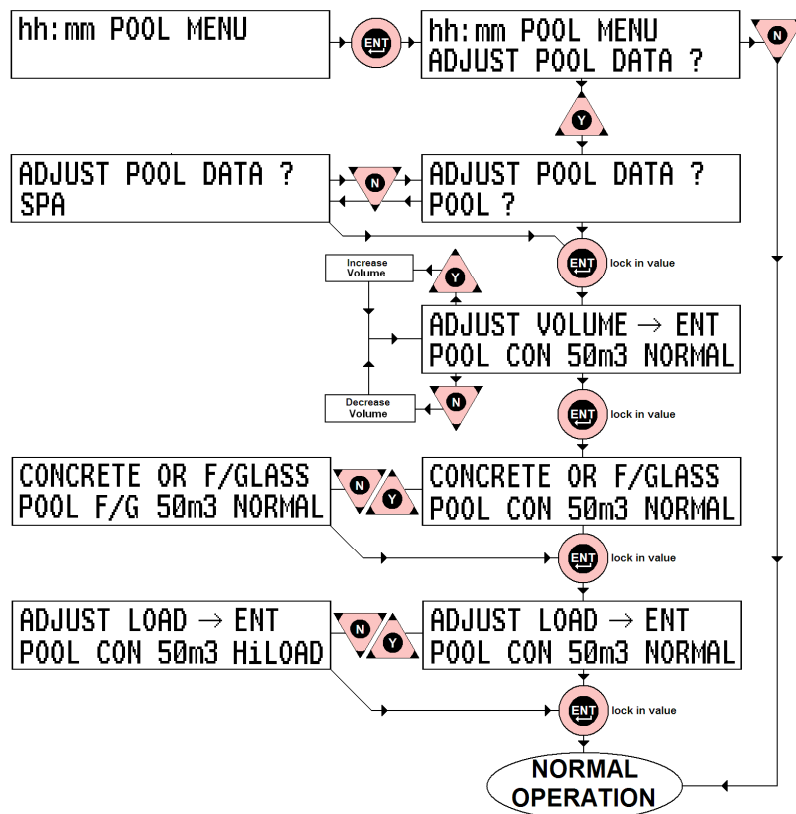 hh:mm POOL MENU
ENT
hh:mm POOL MENU
ADJUST POOL DATA ?
N
Y
ADJUST POOL DATA ?
SPA
N
ADJUST POOL DATA ?
POOL ?
ENT
lock in value
Increase
Volume
Y
ADJUST VOLUME → ENT
POOL CON 50m3 NORMAL
Decrease
Volume
N
ENT
lock in value
CONCRETE OR F/GLASS
POOL F/G 50m3 NORMAL
N
Y
CONCRETE OR F/GLASS
POOL CON 50m3 NORMAL
ENT
lock in value
ADJUST LOAD → ENT
POOL CON 50m3 HiLOAD
N
Y
ADJUST LOAD → ENT
POOL CON 50m3 NORMAL
ENT
lock in value
NORMAL
OPERATION